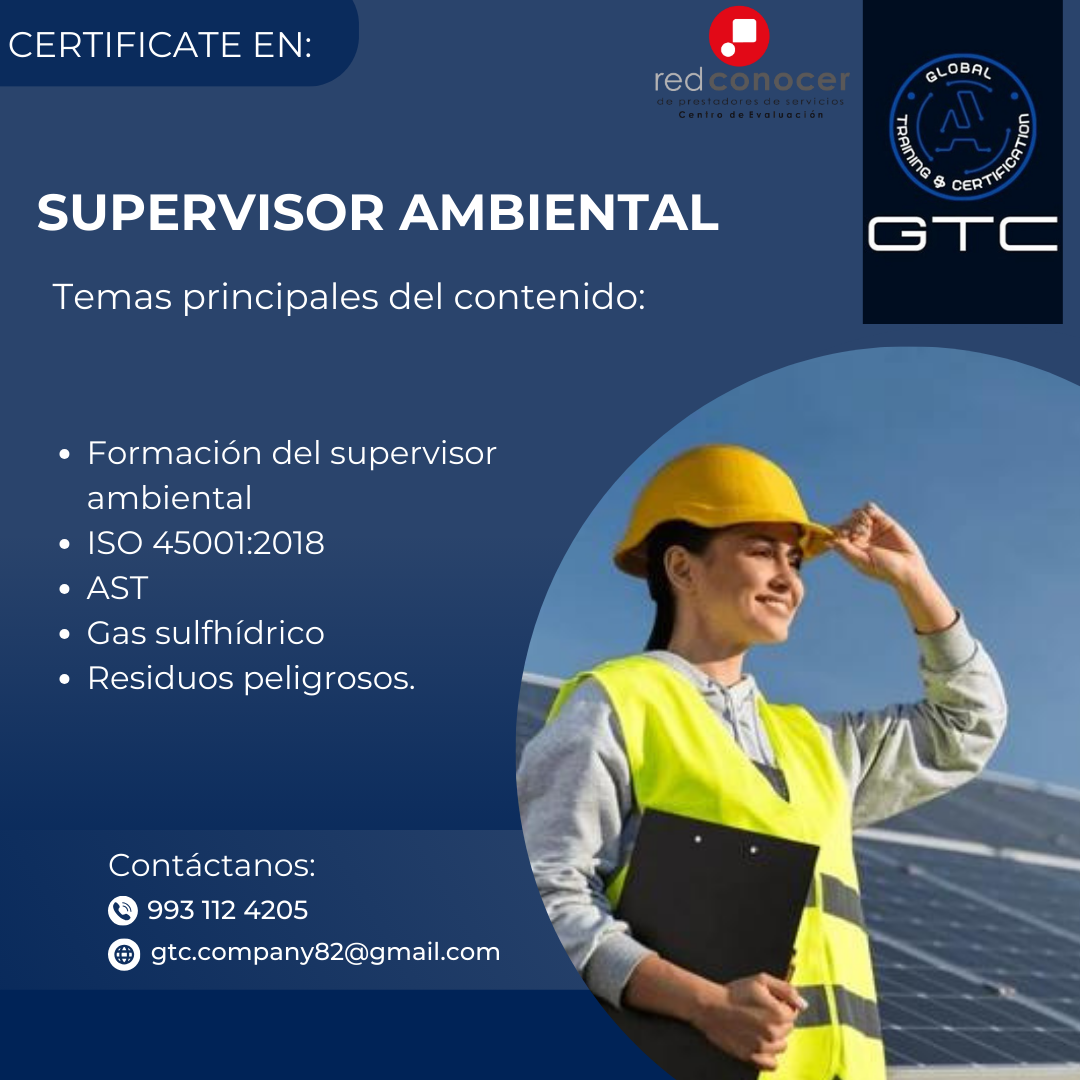 CERTIFICATE EN:
red conocer
de prestadores de servicios
Centro de Evaluación
GLOBAL
TRAINING & CERTIFICATION
GTC
SUPERVISOR AMBIENTAL
Temas principales del contenido:
• Formación del supervisor
ambiental
• ISO 45001:2018
• AST
• Gas sulfhídrico
• Residuos peligrosos.
Contáctanos:
993 112 4205
gtc.company82@gmail.com